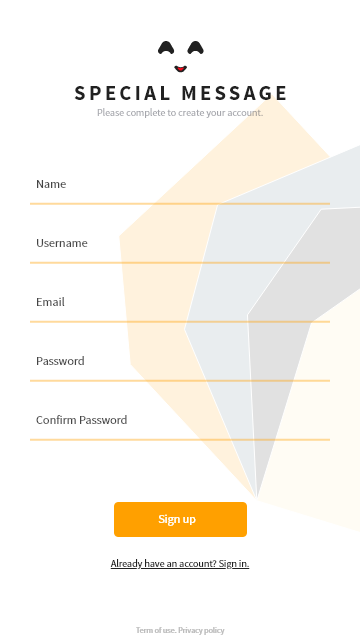 SPECIAL MESSAGE
Please complete to create your account.
Name
Username
Email
Password
Confirm Password
Sign up
Already have an account? Sign in.
Term of use. Privacy policy